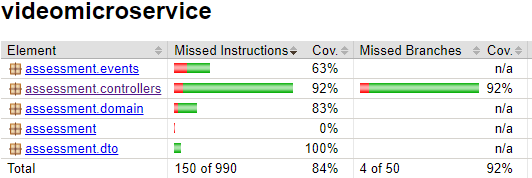 videomicroservice
Element Missed Instructions Cov. Missed Branches Cov.
assessment.events 63% n/a
assessment.controllers 92% 92%
assessment.domain 83% n/a
assessment 0% n/a
assessment.dto 100% n/a
Total 150 of 990 84% 4 of 50 92%